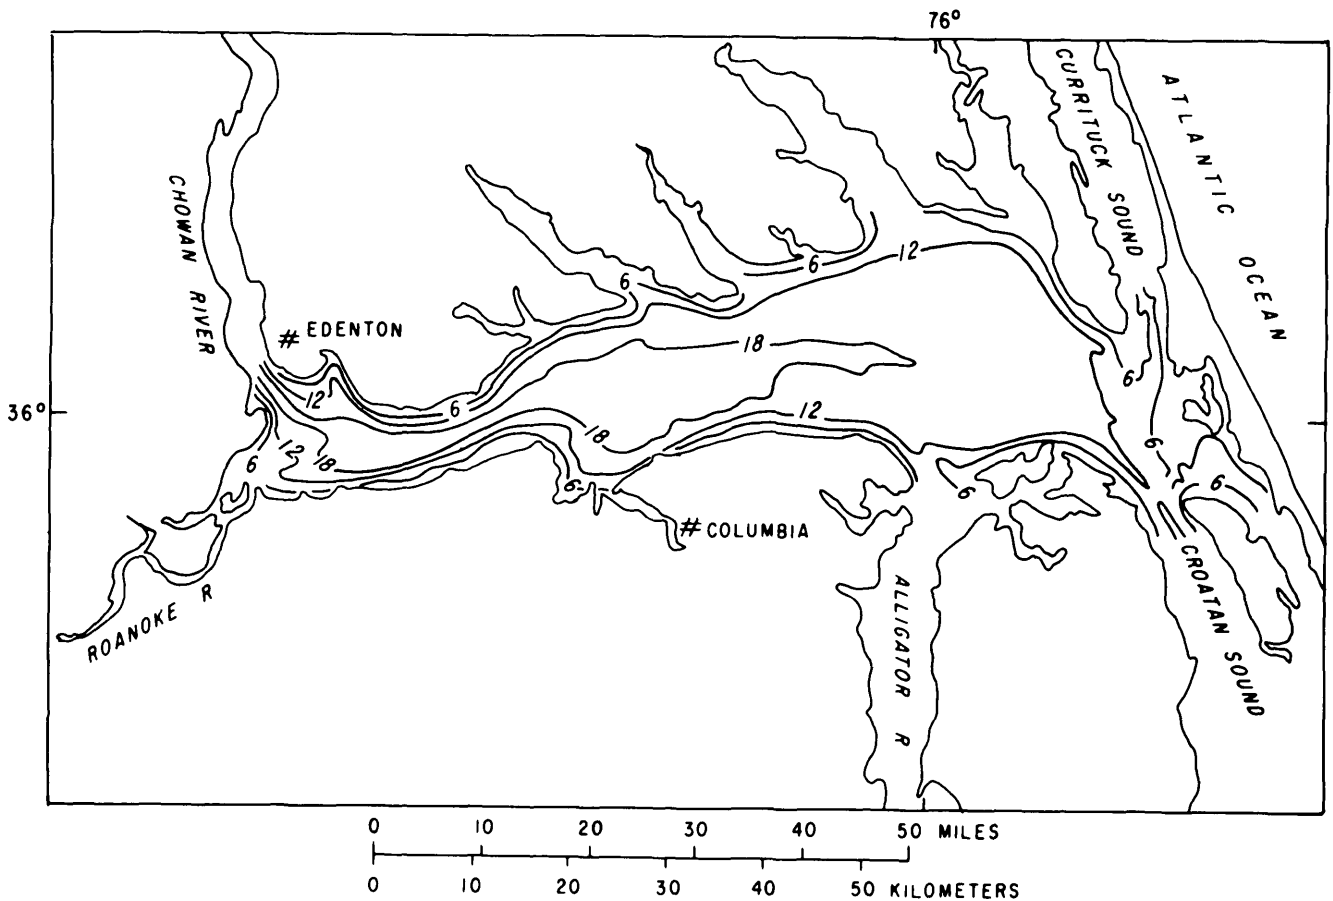 76°
CURRITUCK SOUND
ATLANTIC OCEAN
CHOWAN RIVER
6
6
12
# EDENTON
18
6
12
6
36°
12
18
6
12
18
6
6
6
6
# COLUMBIA
ROANOKE R
ALLIGATOR R
CROATAN SOUND
0 10 20 30 40 50 MILES
0 10 20 30 40 50 KILOMETERS